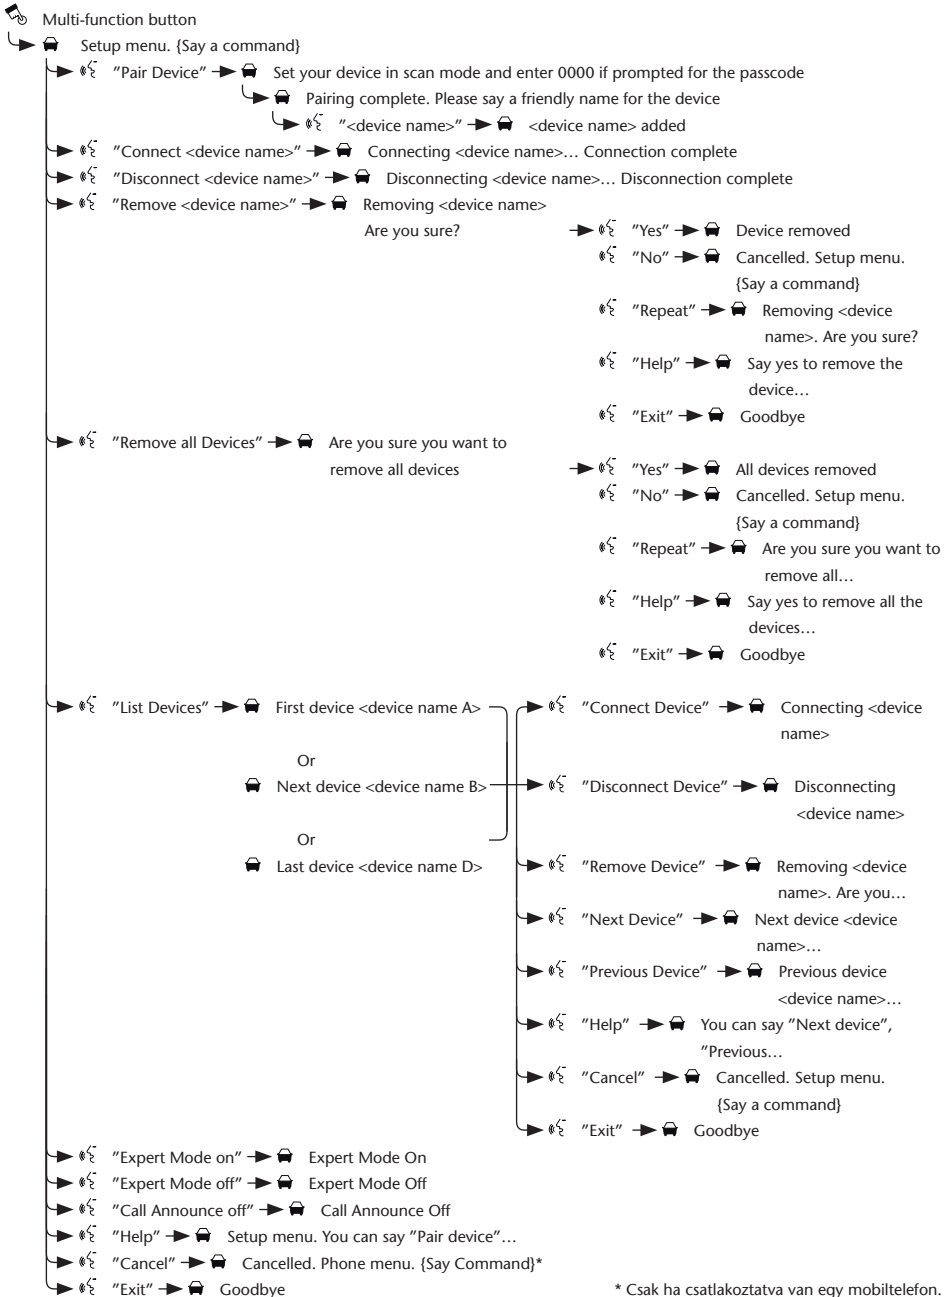 Multi-function button
Setup menu. {Say a command}
"Pair Device" Set your device in scan mode and enter 0000 if prompted for the passcode
Pairing complete. Please say a friendly name for the device
"<device name>" <device name> added
"Connect <device name>" Connecting <device name>… Connection complete
"Disconnect <device name>" Disconnecting <device name>… Disconnection complete
"Remove <device name>" Removing <device name>
Are you sure? "Yes" Device removed
"No" Cancelled. Setup menu.
{Say a command}
"Repeat" Removing <device
name>. Are you sure?
"Help" Say yes to remove the
device…
"Exit" Goodbye
"Remove all Devices" Are you sure you want to
remove all devices "Yes" All devices removed
"No" Cancelled. Setup menu.
{Say a command}
"Repeat" Are you sure you want to
remove all…
"Help" Say yes to remove all the
devices…
"Exit" Goodbye
"List Devices" First device <device name A> "Connect Device" Connecting <device
name>
Or
Next device <device name B> "Disconnect Device" Disconnecting
<device name>
Or
Last device <device name D> "Remove Device" Removing <device
name>. Are you…
"Next Device" Next device <device
name>…
"Previous Device" Previous device
<device name>…
"Help" You can say "Next device",
"Previous…
"Cancel" Cancelled. Setup menu.
{Say a command}
"Exit" Goodbye
"Expert Mode on" Expert Mode On
"Expert Mode off" Expert Mode Off
"Call Announce off" Call Announce Off
"Help" Setup menu. You can say "Pair device"…
"Cancel" Cancelled. Phone menu. {Say Command}*
"Exit" Goodbye * Csak ha csatlakoztatva van egy mobiltelefon.